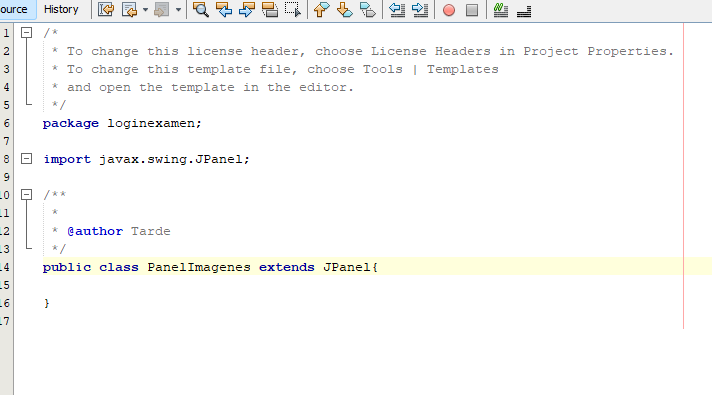 ource History
1 /*
2 * To change this license header, choose License Headers in Project Properties.
3 * To change this template file, choose Tools | Templates
4 * and open the template in the editor.
5 */
6 package loginexamen;
7
8 import javax.swing.JPanel;
9
10 /**
11 *
12 * @author Tarde
13 */
14 public class PanelImagenes extends JPanel{
15
16 }
17